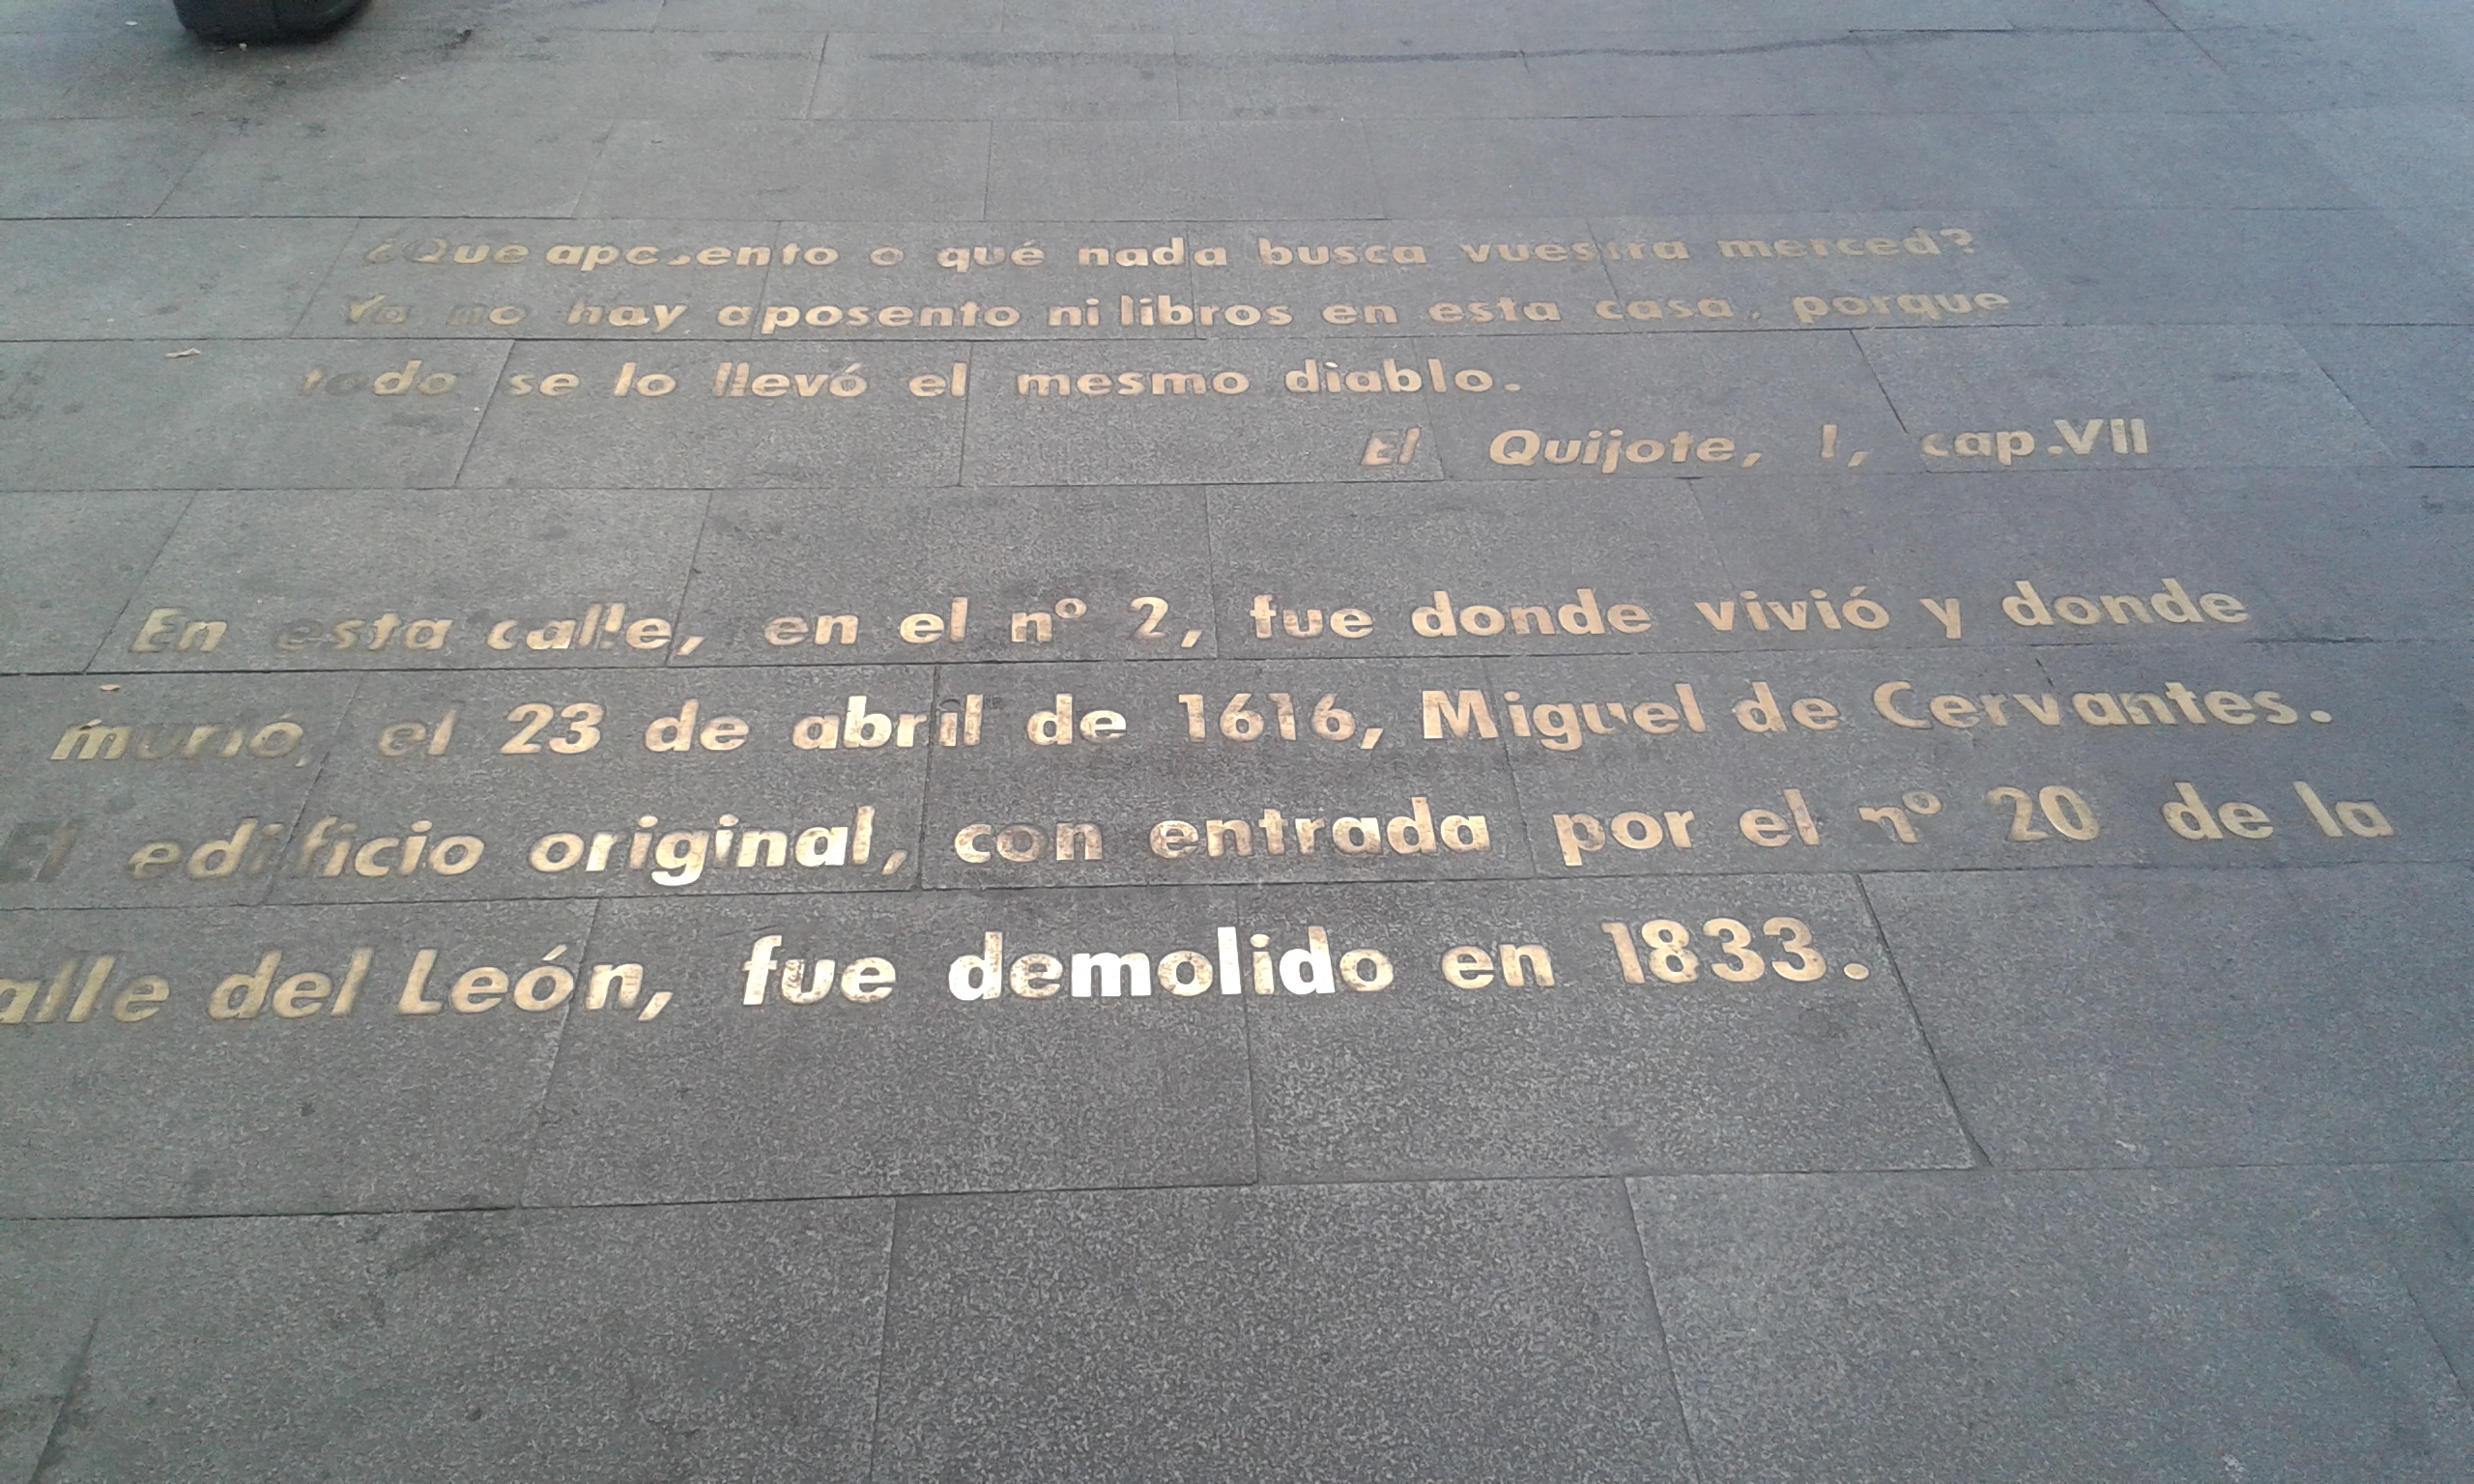 ¿Que aposento o qué nada busca vuestra merced?
Ya no hay aposento ni libros en esta casa, porque
todo se lo llevó el mesmo diablo.
El Quijote, I, cap.VII
En esta calle, en el nº 2, fue donde vivió y donde
murió, el 23 de abril de 1616, Miguel de Cervantes.
El edificio original, con entrada por el nº 20 de la
alle del León, fue demolido en 1833.